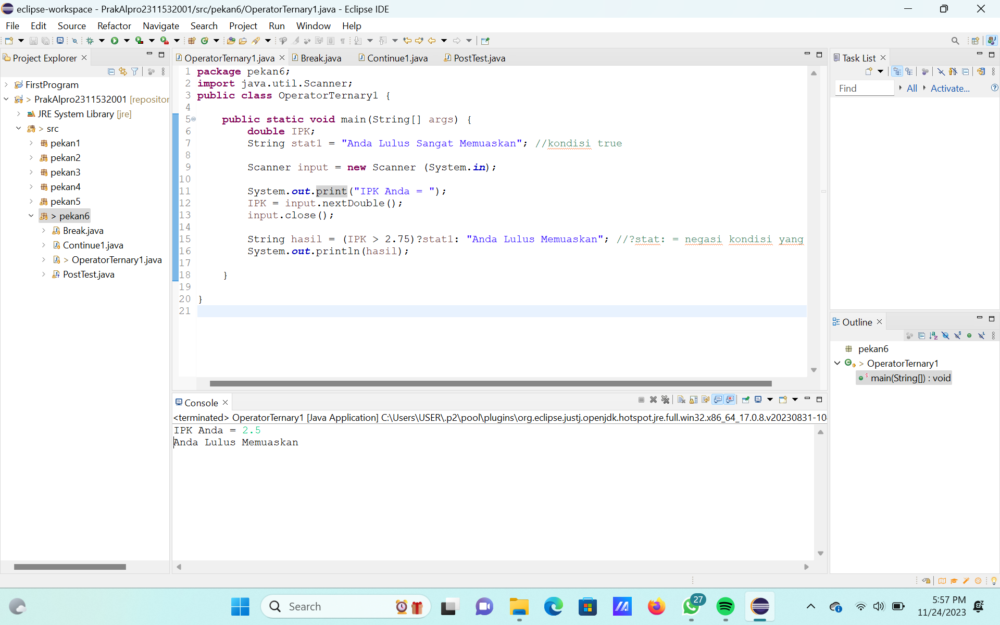 eclipse-workspace - PrakAlpro2311532001/src/pekan6/OperatorTernary1.java - Eclipse IDE
File Edit Source Refactor Navigate Search Project Run Window Help
Project Explorer
FirstProgram
> PrakAlpro2311532001 [repositor
JRE System Library [jre]
> src
pekan1
pekan2
pekan3
pekan4
pekan5
> pekan6
Break.java
Continue1.java
> OperatorTernary1.java
PostTest.java
OperatorTernary1.java Break.java Continue1.java PostTest.java
1 package pekan6;
2 import java.util.Scanner;
3 public class OperatorTernary1 {
4
5 public static void main(String[] args) {
6 double IPK;
7 String stat1 = "Anda Lulus Sangat Memuaskan"; //kondisi true
8
9 Scanner input = new Scanner (System.in);
10
11 System.out.print("IPK Anda = ");
12 IPK = input.nextDouble();
13 input.close();
14
15 String hasil = (IPK > 2.75)?stat1: "Anda Lulus Memuaskan"; //?stat: = negasi kondisi yang
16 System.out.println(hasil);
17
18 }
19
20 }
21
Console
<terminated> OperatorTernary1 [Java Application] C:\Users\USER\.p2\pool\plugins\org.eclipse.justj.openjdk.hotspot.jre.full.win32.x86_64_17.0.8.v20230831-10
IPK Anda = 2.5
Anda Lulus Memuaskan
Task List
Find All Activate...
Outline
pekan6
> OperatorTernary1
main(String[]) : void
Search
27
5:57 PM
11/24/2023